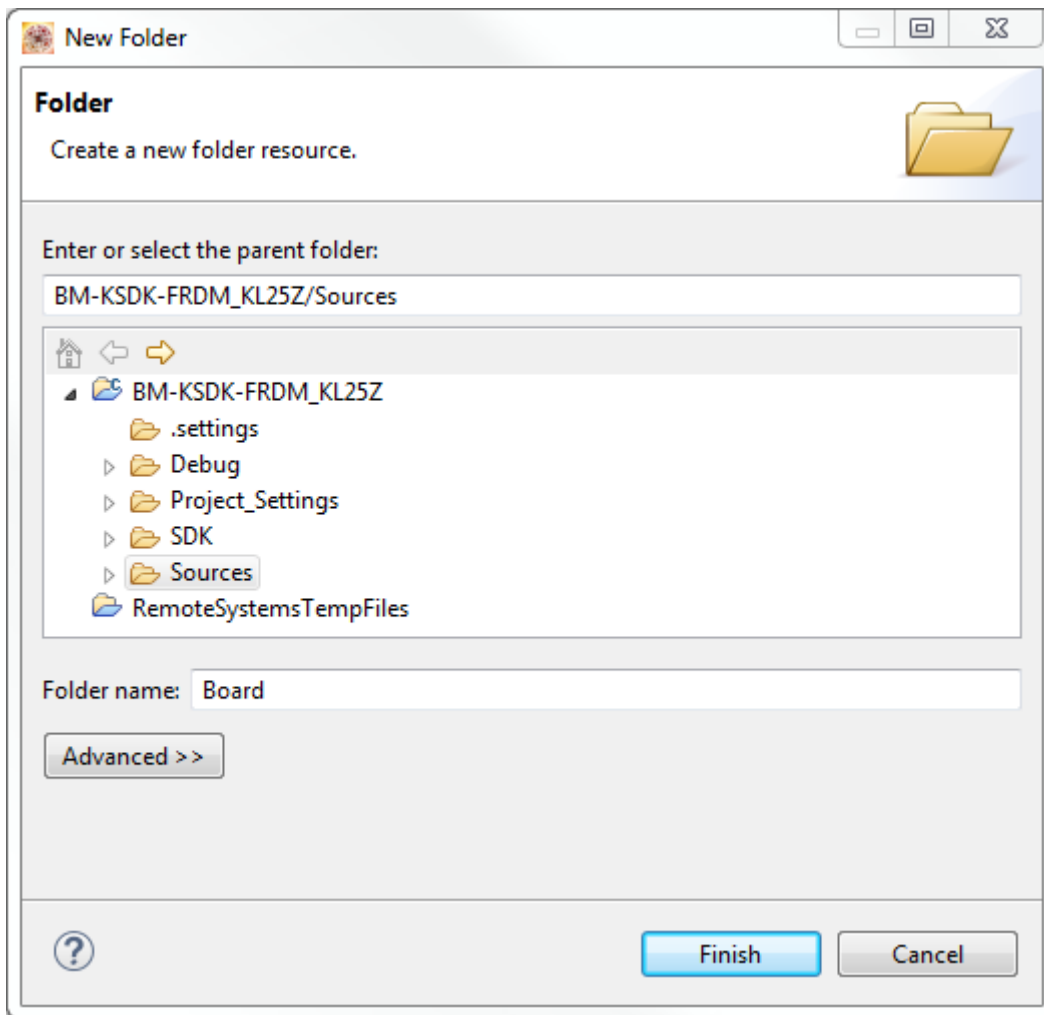 New Folder
Folder
Create a new folder resource.
Enter or select the parent folder:
BM-KSDK-FRDM_KL25Z/Sources
BM-KSDK-FRDM_KL25Z
.settings
Debug
Project_Settings
SDK
Sources
RemoteSystemsTempFiles
Folder name: Board
Advanced >>
? Finish Cancel